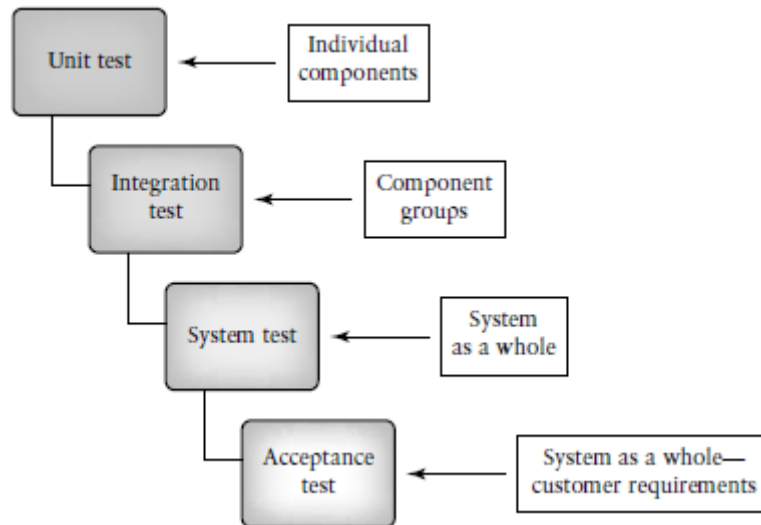 Unit test
Individual
components
Integration
test
Component
groups
System test
System
as a whole
Acceptance
test
System as a whole—
customer requirements